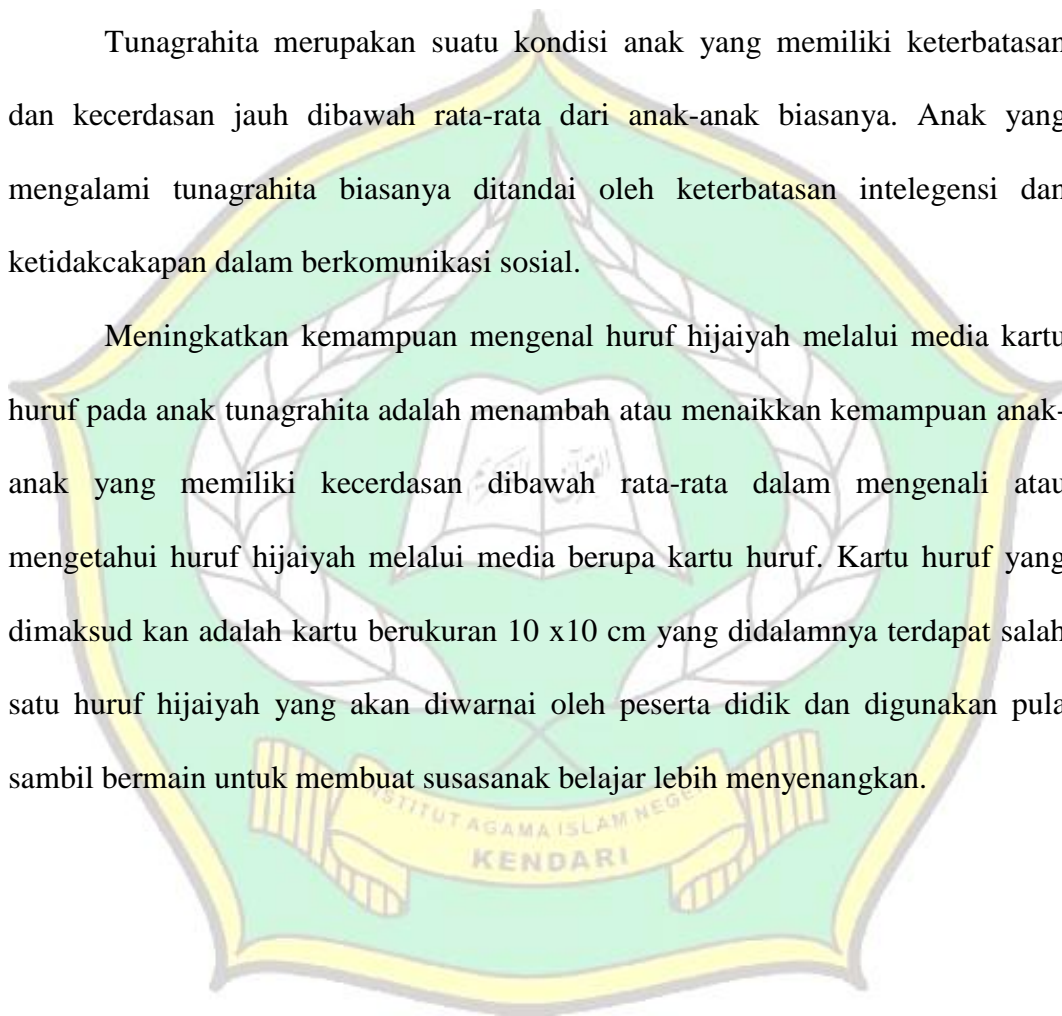 Tunagrahita merupakan suatu kondisi anak yang memiliki keterbatasan
dan kecerdasan jauh dibawah rata-rata dari anak-anak biasanya. Anak yang
mengalami tunagrahita biasanya ditandai oleh keterbatasan intelegensi dan
ketidakcakapan dalam berkomunikasi sosial.
Meningkatkan kemampuan mengenal huruf hijaiyah melalui media kartu
huruf pada anak tunagrahita adalah menambah atau menaikkan kemampuan anak-
anak yang memiliki kecerdasan dibawah rata-rata dalam mengenali atau
mengetahui huruf hijaiyah melalui media berupa kartu huruf. Kartu huruf yang
dimaksud kan adalah kartu berukuran 10 x10 cm yang didalamnya terdapat salah
satu huruf hijaiyah yang akan diwarnai oleh peserta didik dan digunakan pula
sambil bermain untuk membuat susasanak belajar lebih menyenangkan.
INSTITUT AGAMA ISLAM NEGERI
KENDARI